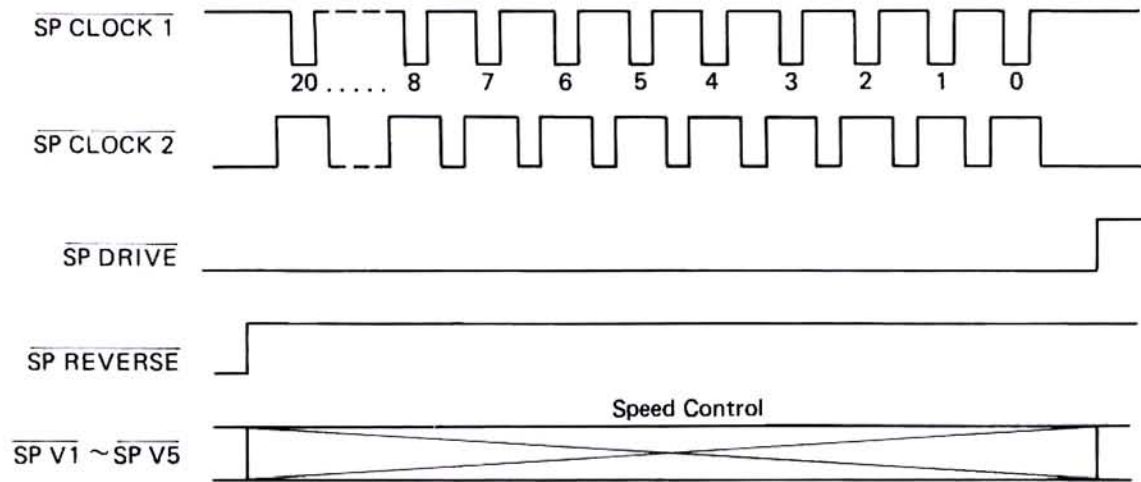 SP CLOCK 1
20 ..... 8 7 6 5 4 3 2 1 0
SP CLOCK 2
SP DRIVE
SP REVERSE
Speed Control
SP V1 ~ SP V5